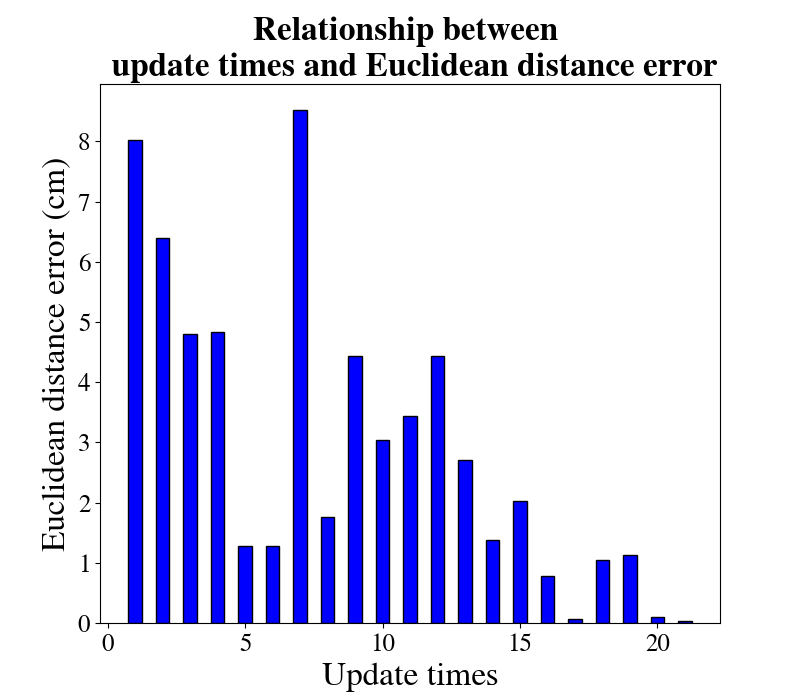 Relationship between
update times and Euclidean distance error
Euclidean distance error (cm)
8
7
6
5
4
3
2
1
0
0 5 10 15 20
Update times